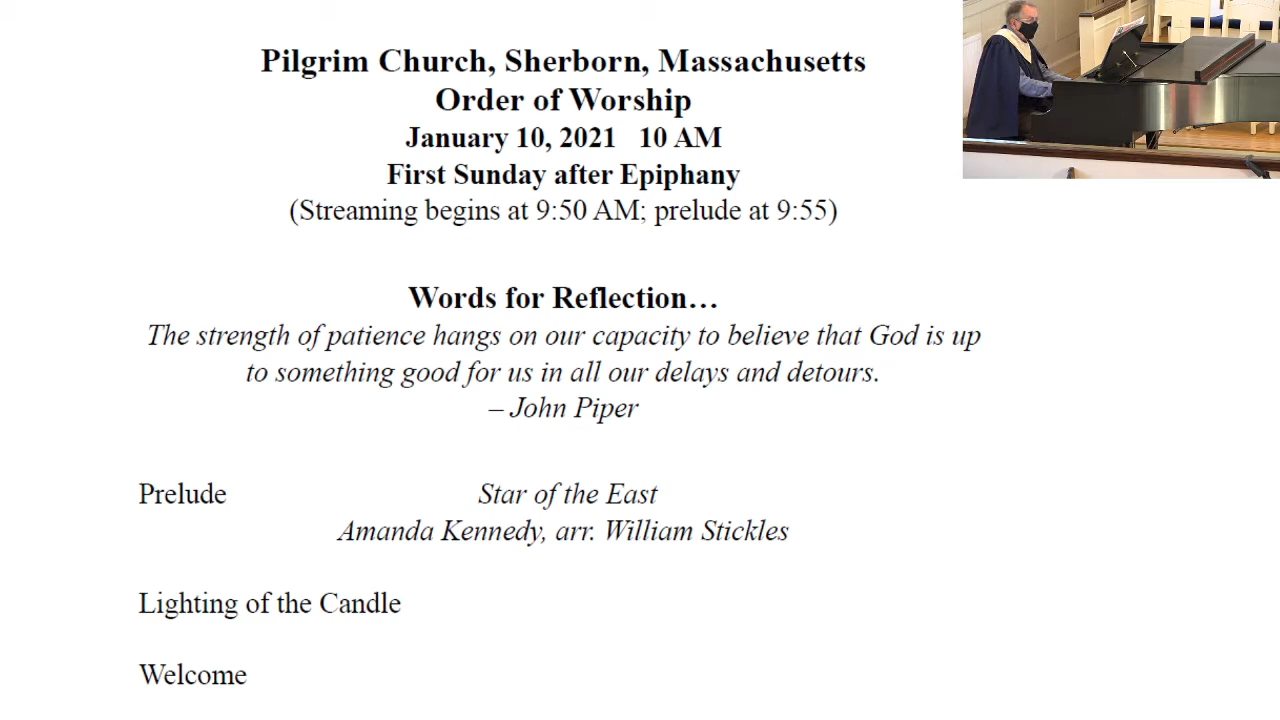 Pilgrim Church, Sherborn, Massachusetts
Order of Worship
January 10, 2021 10 AM
First Sunday after Epiphany
(Streaming begins at 9:50 AM; prelude at 9:55)
Words for Reflection…
The strength of patience hangs on our capacity to believe that God is up
to something good for us in all our delays and detours.
– John Piper
Prelude Star of the East
Amanda Kennedy, arr. William Stickles
Lighting of the Candle
Welcome